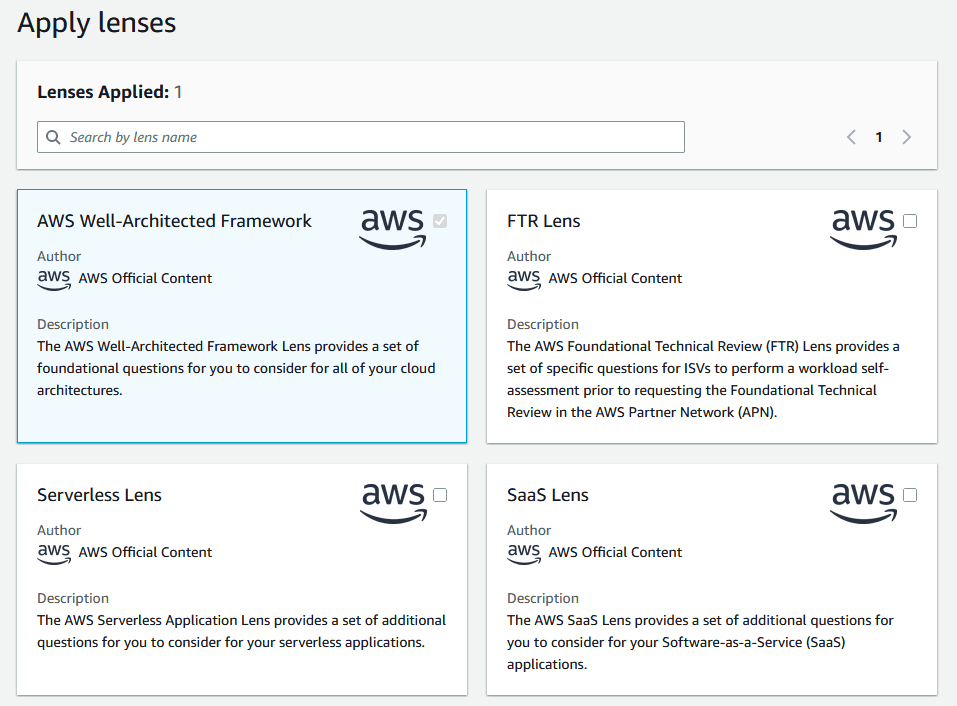 Apply lenses
Lenses Applied: 1
Search by lens name
1
AWS Well-Architected Framework
aws
Author
aws AWS Official Content
Description
The AWS Well-Architected Framework Lens provides a set of
foundational questions for you to consider for all of your cloud
architectures.
FTR Lens
aws
Author
aws AWS Official Content
Description
The AWS Foundational Technical Review (FTR) Lens provides a
set of specific questions for ISVs to perform a workload self-
assessment prior to requesting the Foundational Technical
Review in the AWS Partner Network (APN).
Serverless Lens
aws
Author
aws AWS Official Content
Description
The AWS Serverless Application Lens provides a set of additional
questions for you to consider for your serverless applications.
SaaS Lens
aws
Author
aws AWS Official Content
Description
The AWS SaaS Lens provides a set of additional questions for
you to consider for your Software-as-a-Service (SaaS)
applications.